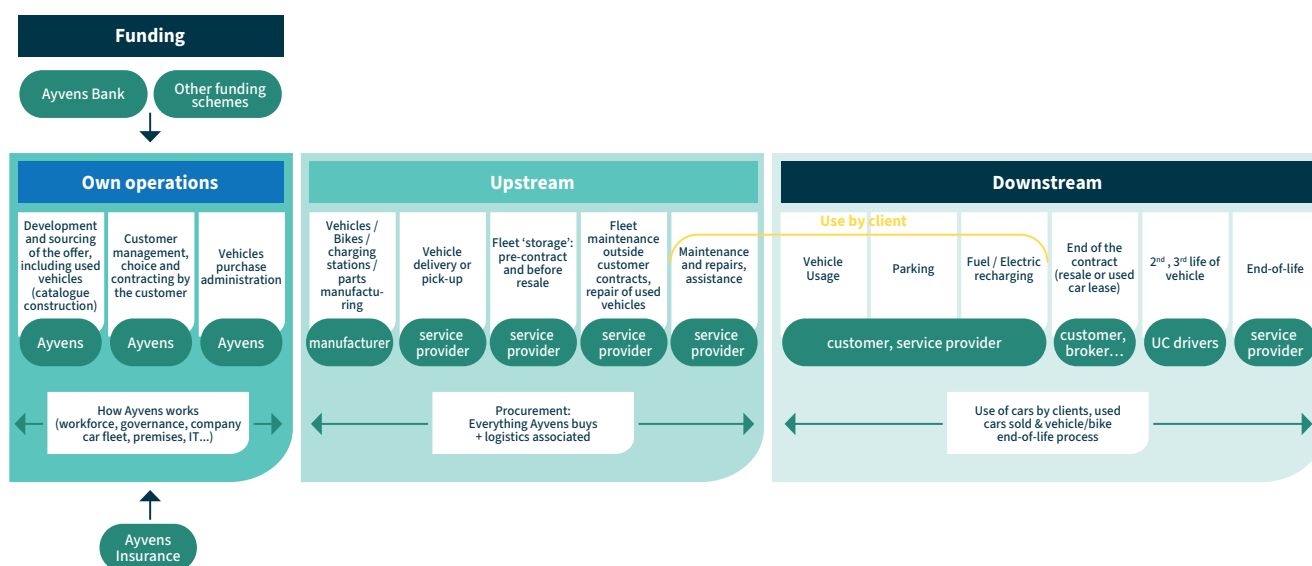 Funding
Ayvens Bank
Other funding
schemes
Own operations
Development
and sourcing
of the offer,
including used
vehicles
(catalogue
construction)
Customer
management,
choice and
contracting by
the customer
Vehicles
purchase
administration
Ayvens
Ayvens
Ayvens
How Ayvens works
(workforce, governance, company
car fleet, premises, IT...)
Ayvens
Insurance
Upstream
Vehicles /
Bikes /
charging
stations /
parts
manufactu-
ring
Vehicle
delivery or
pick-up
Fleet ‘storage’:
pre-contract
and before
resale
Fleet
maintenance
outside
customer
contracts,
repair of used
vehicles
Maintenance
and repairs,
assistance
manufacturer
service
provider
service
provider
service
provider
service
provider
Procurement:
Everything Ayvens buys
+ logistics associated
Downstream
Use by client
Vehicle
Usage
Parking
Fuel / Electric
recharging
End of the
contract
(resale or used
car lease)
2nd , 3rd life of
vehicle
End-of-life
customer, service provider
customer,
broker…
UC drivers
service
provider
Use of cars by clients, used
cars sold & vehicle/bike
end-of-life process